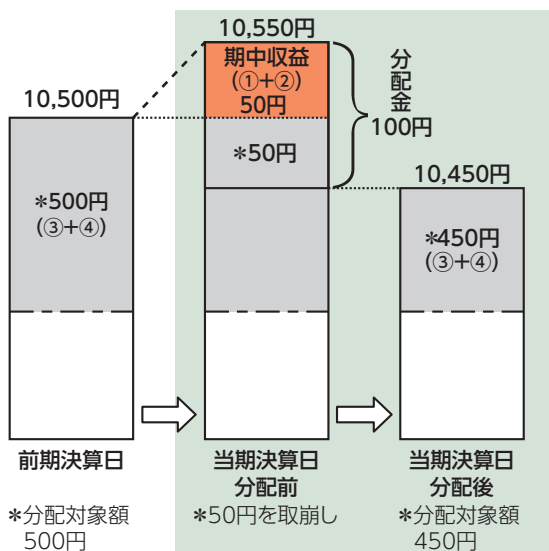 10,500円
*500円
(③+④)
前期決算日
*分配対象額
500円
10,550円
期中収益
(①+②)
50円
*50円
分配金
100円
当期決算日
分配前
*50円を取崩し
10,450円
*450円
(③+④)
当期決算日
分配後
*分配対象額
450円